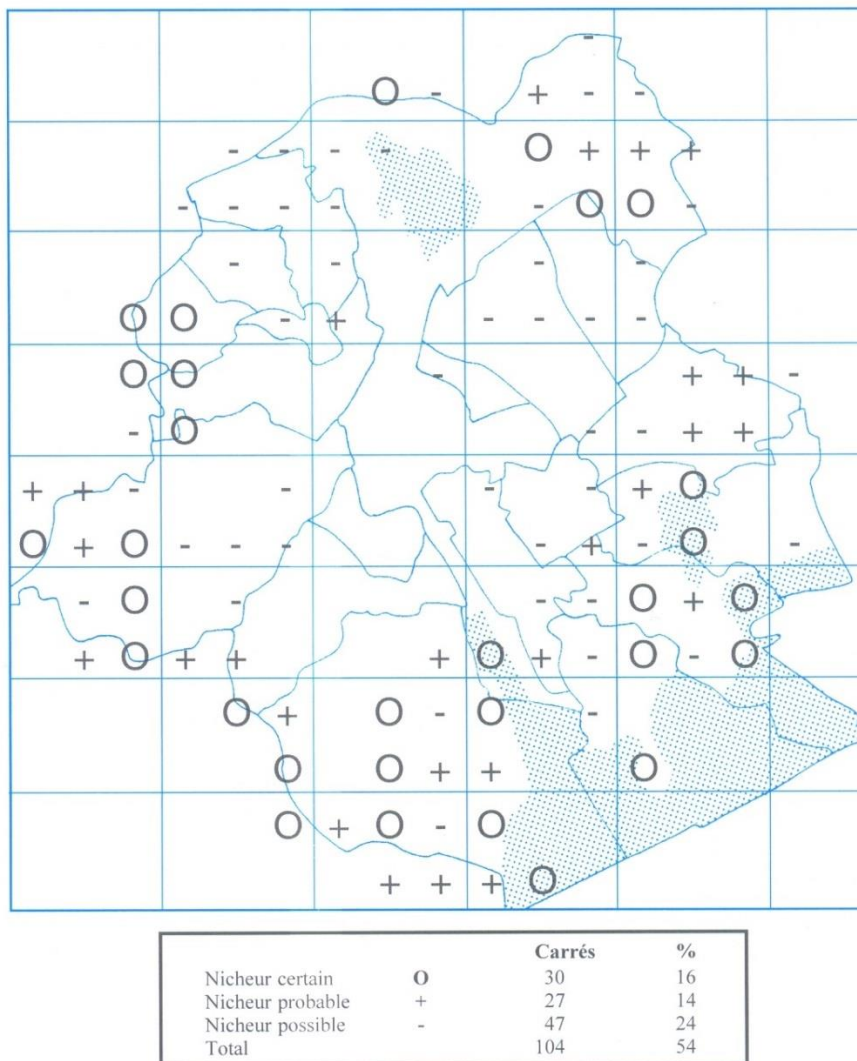 Carrés %
Nicheur certain O 30 16
Nicheur probable + 27 14
Nicheur possible - 47 24
Total 104 54